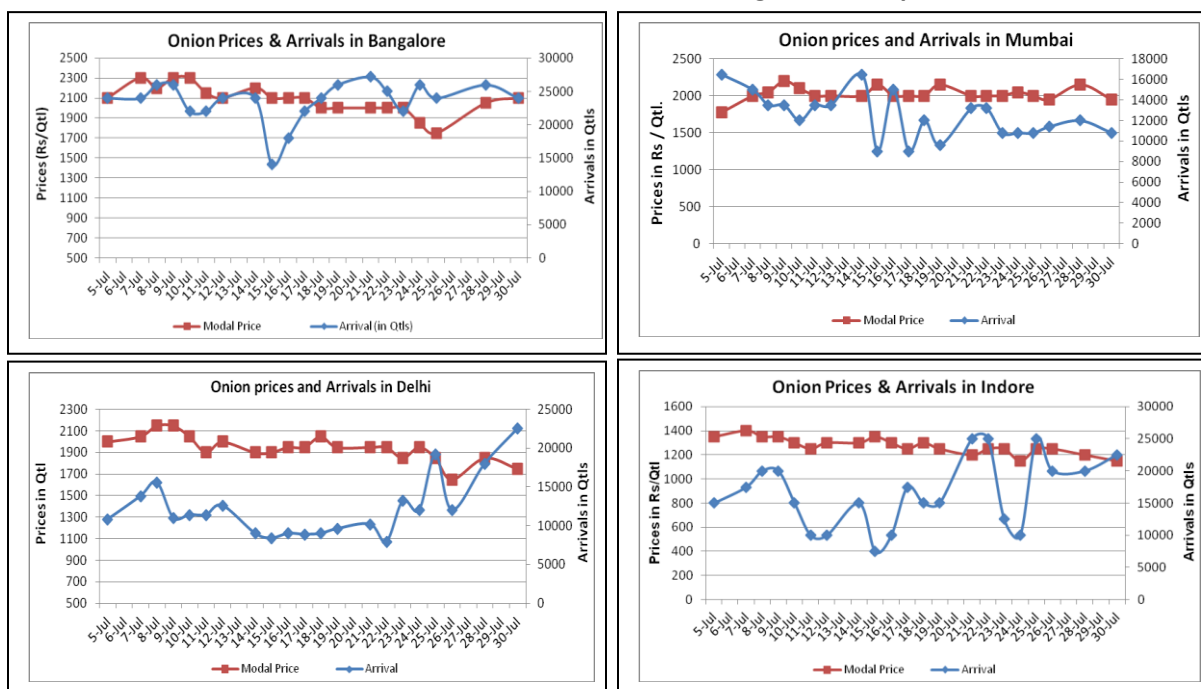 Onion Prices & Arrivals in Bangalore
Prices (Rs/Qtl)
2500
2300
2100
1900
1700
1500
1300
1100
900
700
500
30000
25000
20000
15000
10000
5000
0
Arrivals in Qtls
5-Jul
6-Jul
7-Jul
8-Jul
9-Jul
10-Jul
11-Jul
12-Jul
13-Jul
14-Jul
15-Jul
16-Jul
17-Jul
18-Jul
19-Jul
20-Jul
21-Jul
22-Jul
23-Jul
24-Jul
25-Jul
26-Jul
27-Jul
28-Jul
29-Jul
30-Jul
Modal Price Arrival (in Qtls)
Onion prices and Arrivals in Mumbai
Prices in Rs / Qtl.
2500
2000
1500
1000
500
0
18000
16000
14000
12000
10000
8000
6000
4000
2000
0
Arrivals in Qtls
5-Jul
6-Jul
7-Jul
8-Jul
9-Jul
10-Jul
11-Jul
12-Jul
13-Jul
14-Jul
15-Jul
16-Jul
17-Jul
18-Jul
19-Jul
20-Jul
21-Jul
22-Jul
23-Jul
24-Jul
25-Jul
26-Jul
27-Jul
28-Jul
29-Jul
30-Jul
Modal Price Arrival
Onion prices and Arrivals in Delhi
Prices in Qtl
2300
2100
1900
1700
1500
1300
1100
900
700
500
25000
20000
15000
10000
5000
0
Arrivals in Qtls
5-Jul
6-Jul
7-Jul
8-Jul
9-Jul
10-Jul
11-Jul
12-Jul
13-Jul
14-Jul
15-Jul
16-Jul
17-Jul
18-Jul
19-Jul
20-Jul
21-Jul
22-Jul
23-Jul
24-Jul
25-Jul
26-Jul
27-Jul
28-Jul
29-Jul
30-Jul
Modal Price Arrival
Onion Prices & Arrivals in Indore
Prices in Rs/Qtl
1600
1400
1200
1000
800
600
400
200
0
30000
25000
20000
15000
10000
5000
0
Arrivals in Qtls
5-Jul
6-Jul
7-Jul
8-Jul
9-Jul
10-Jul
11-Jul
12-Jul
13-Jul
14-Jul
15-Jul
16-Jul
17-Jul
18-Jul
19-Jul
20-Jul
21-Jul
22-Jul
23-Jul
24-Jul
25-Jul
26-Jul
27-Jul
28-Jul
29-Jul
30-Jul
Modal Price Arrival